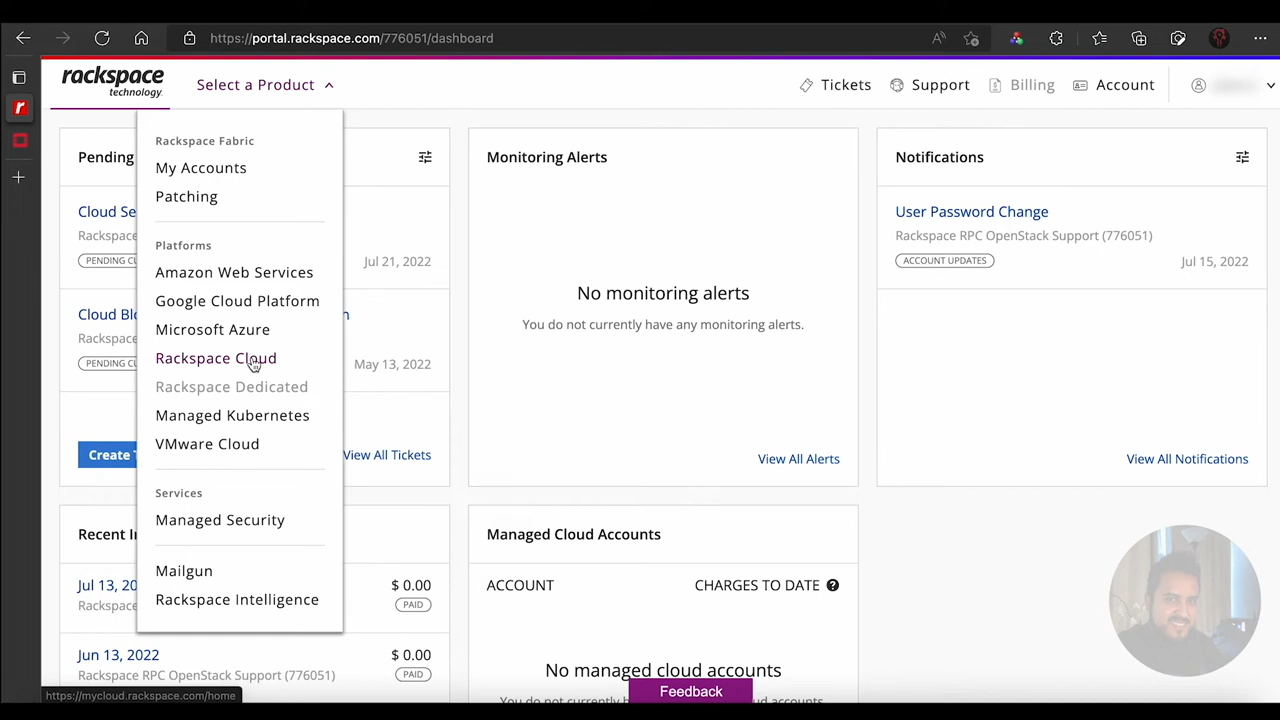 https://portal.rackspace.com/776051/dashboard
rackspace
technology.
Select a Product
Tickets
Support
Billing
Account
Rackspace Fabric
My Accounts
Patching
Platforms
Amazon Web Services
Google Cloud Platform
Microsoft Azure
Rackspace Cloud
Rackspace Dedicated
Managed Kubernetes
VMware Cloud
Services
Managed Security
Mailgun
Rackspace Intelligence
Pending
Cloud Se
Rackspace
PENDING CU
Jul 21, 2022
Cloud Blo
n
Rackspace
PENDING CU
May 13, 2022
Create T
View All Tickets
Monitoring Alerts
No monitoring alerts
You do not currently have any monitoring alerts.
View All Alerts
Notifications
User Password Change
Rackspace RPC OpenStack Support (776051)
ACCOUNT UPDATES
Jul 15, 2022
View All Notifications
Recent In
Jul 13, 20
$ 0.00
Rackspace
PAID
Jun 13, 2022
$ 0.00
Rackspace RPC OpenStack Support (776051)
PAID
Managed Cloud Accounts
ACCOUNT
CHARGES TO DATE
No managed cloud accounts
Feedback
https://mycloud.rackspace.com/home